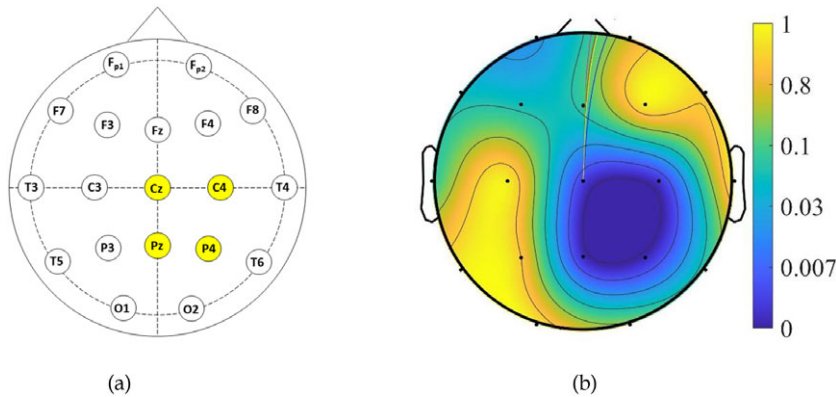 Fp1 Fp2
F7 F3 Fz F4 F8
T3 C3 Cz C4 T4
T5 P3 Pz P4 T6
O1 O2
(a)
1
0.8
0.1
0.03
0.007
0
(b)